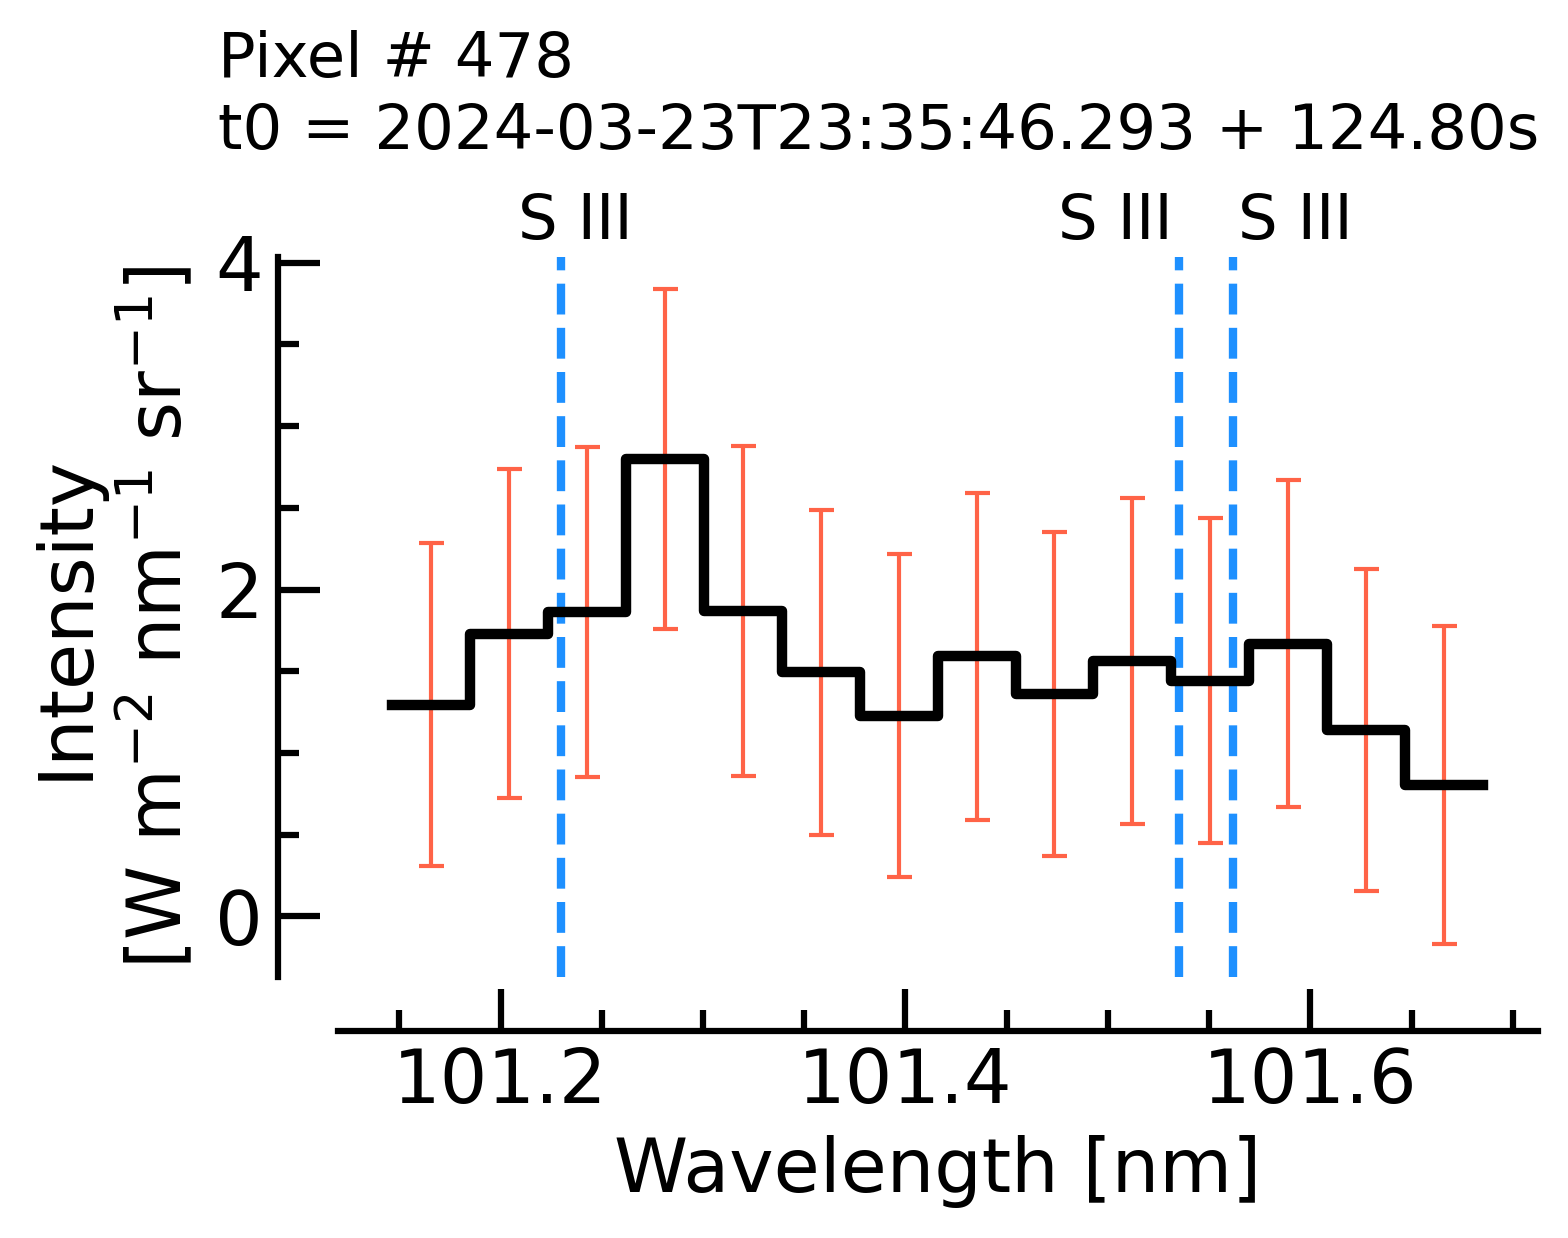 Pixel # 478
t0 = 2024-03-23T23:35:46.293 + 124.80s
S III S III S III
4
2
0
Intensity
[W m⁻² nm⁻¹ sr⁻¹]
101.2 101.4 101.6
Wavelength [nm]